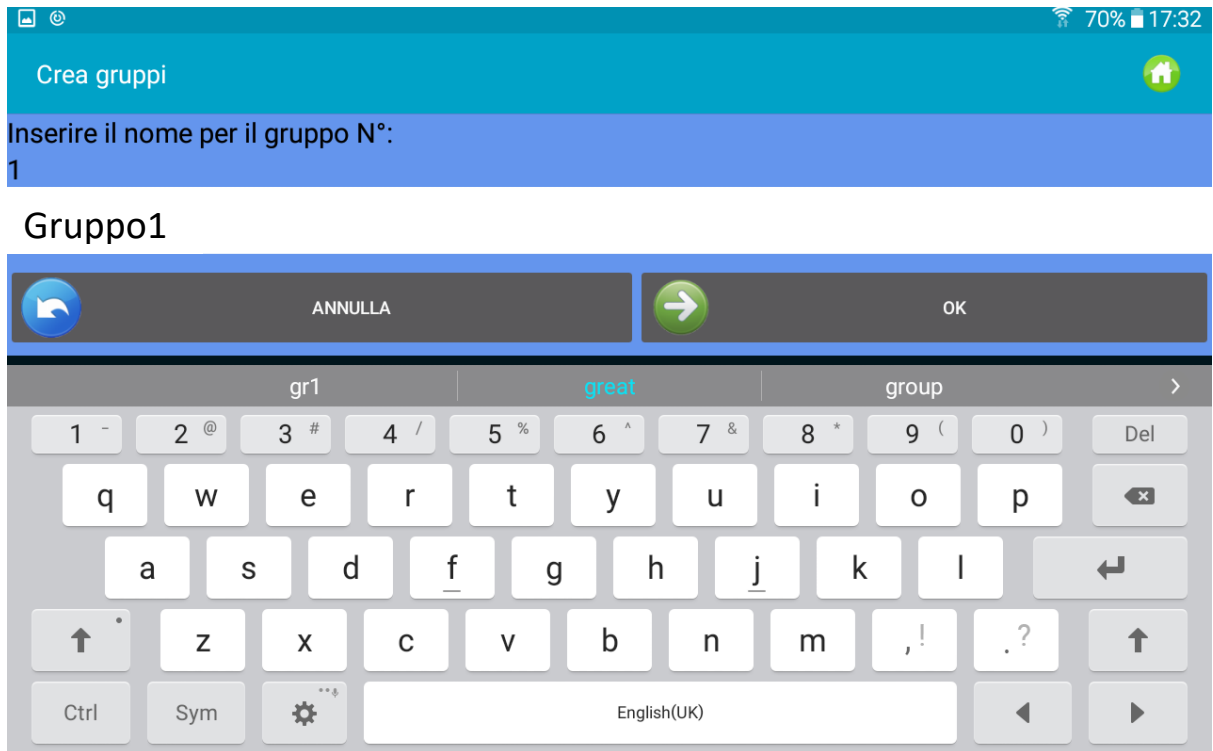 70% 17:32
Crea gruppi
Inserire il nome per il gruppo N°:
1
Gruppo1
ANNULLA OK
gr1 great group >
1 - 2 @ 3 # 4 / 5 % 6 ^ 7 & 8 * 9 ( 0 ) Del
q w e r t y u i o p
a s d f g h j k l
z x c v b n m , ! . ?
Ctrl Sym English(UK)